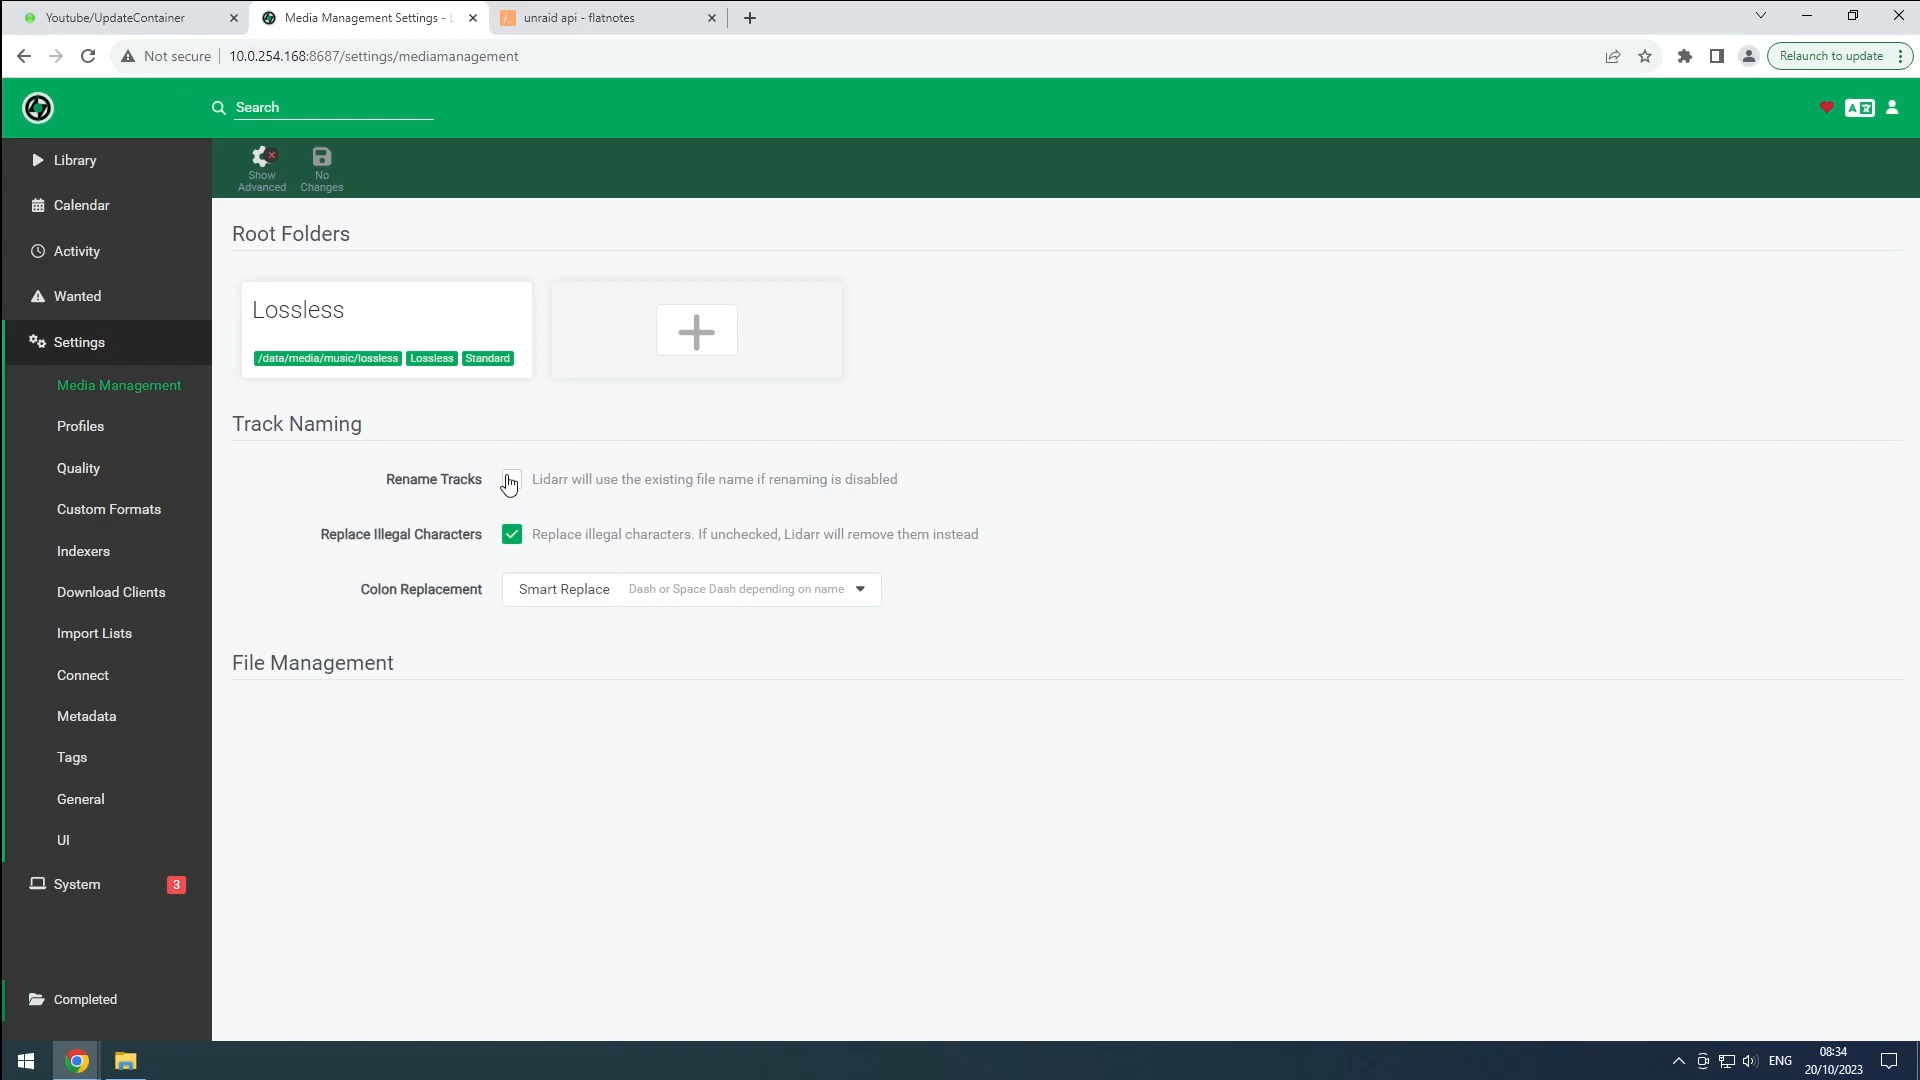 Youtube/UpdateContainer
Media Management Settings - L
unraid api - flatnotes
Not secure
10.0.254.168:8687/settings/mediamanagement
Relaunch to update
Search
Library
Calendar
Activity
Wanted
Settings
Media Management
Profiles
Quality
Custom Formats
Indexers
Download Clients
Import Lists
Connect
Metadata
Tags
General
UI
System
3
Completed
Show
Advanced
No
Changes
Root Folders
Lossless
/data/media/music/lossless Lossless Standard
Track Naming
Rename Tracks
Lidarr will use the existing file name if renaming is disabled
Replace Illegal Characters
Replace illegal characters. If unchecked, Lidarr will remove them instead
Colon Replacement
Smart Replace Dash or Space Dash depending on name
File Management
ENG
08:34
20/10/2023